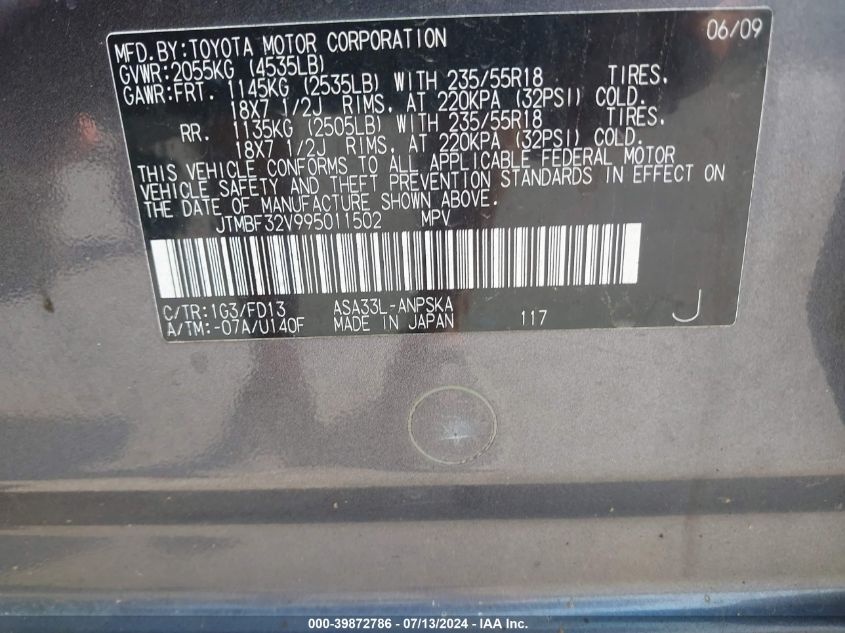 06/09
MFD.BY:TOYOTA MOTOR CORPORATION
GVWR:2055KG (4535LB)
GAWR:FRT. 1145KG (2535LB) WITH 235/55R18 TIRES,
18X7 1/2J RIMS, AT 220KPA (32PSI) COLD.
RR. 1135KG (2505LB) WITH 235/55R18 TIRES,
18X7 1/2J RIMS, AT 220KPA (32PSI) COLD.
THIS VEHICLE CONFORMS TO ALL APPLICABLE FEDERAL MOTOR
VEHICLE SAFETY AND THEFT PREVENTION STANDARDS IN EFFECT ON
THE DATE OF MANUFACTURE SHOWN ABOVE.
JTMBF32V995011502 MPV
C/TR:1G3/FD13 ASA33L-ANPSKA
A/TM:-07A/U140F MADE IN JAPAN 117 J
000-39872786 - 07/13/2024 - IAA Inc.